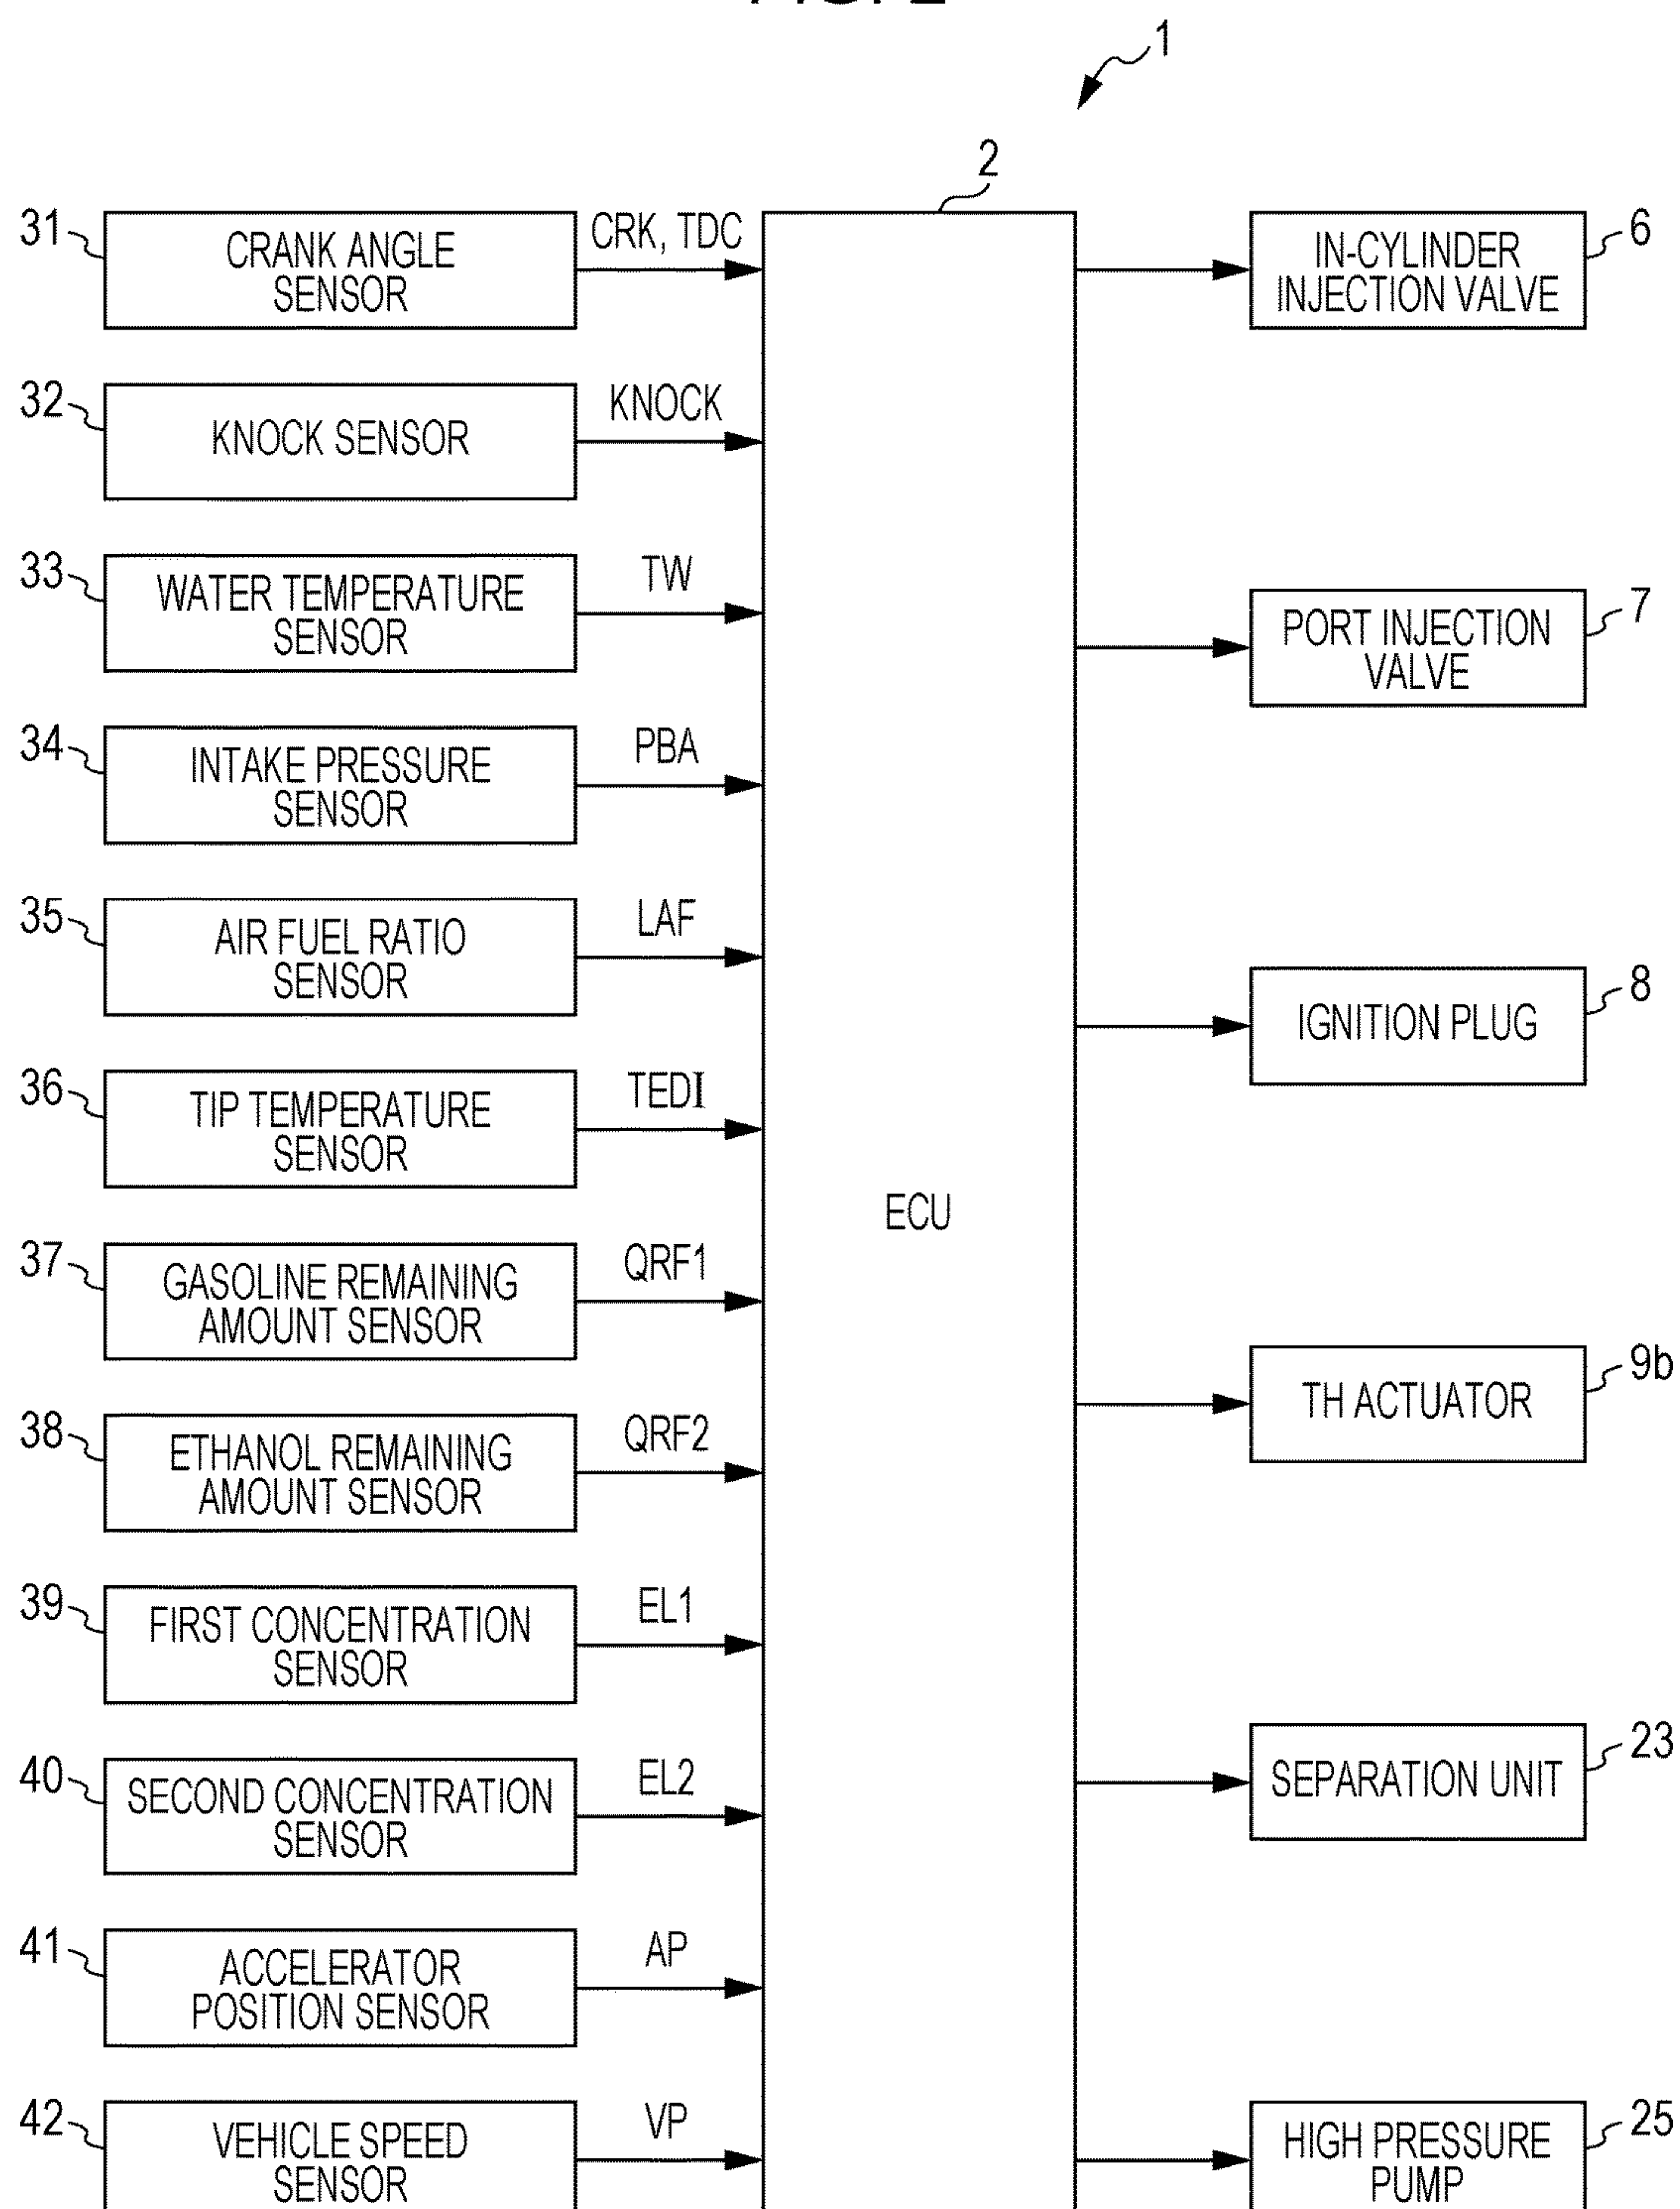 1
2
31
CRANK ANGLE
SENSOR
CRK, TDC
32
KNOCK SENSOR
KNOCK
33
WATER TEMPERATURE
SENSOR
TW
34
INTAKE PRESSURE
SENSOR
PBA
35
AIR FUEL RATIO
SENSOR
LAF
36
TIP TEMPERATURE
SENSOR
TEDI
37
GASOLINE REMAINING
AMOUNT SENSOR
QRF1
38
ETHANOL REMAINING
AMOUNT SENSOR
QRF2
39
FIRST CONCENTRATION
SENSOR
EL1
40
SECOND CONCENTRATION
SENSOR
EL2
41
ACCELERATOR
POSITION SENSOR
AP
42
VEHICLE SPEED
SENSOR
VP
ECU
IN-CYLINDER
INJECTION VALVE
6
PORT INJECTION
VALVE
7
IGNITION PLUG
8
TH ACTUATOR
9b
SEPARATION UNIT
23
HIGH PRESSURE
PUMP
25